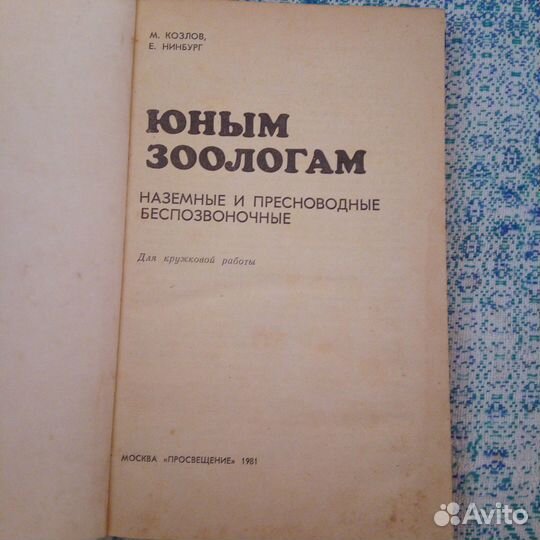 М. КОЗЛОВ,
Е. НИНБУРГ
ЮНЫМ
ЗООЛОГАМ
НАЗЕМНЫЕ И ПРЕСНОВОДНЫЕ
БЕСПОЗВОНОЧНЫЕ
Для кружковой работы
МОСКВА «ПРОСВЕЩЕНИЕ» 1981
Avito